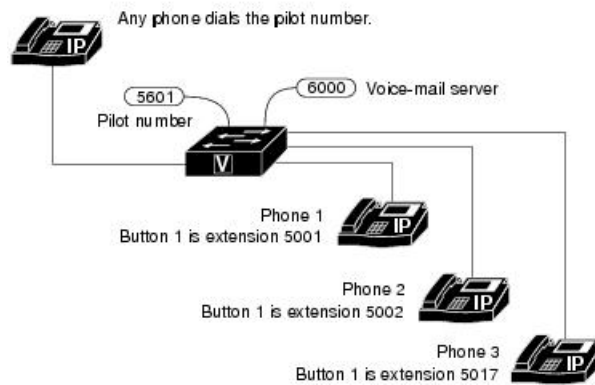 Any phone dials the pilot number.
IP
5601
6000
Voice-mail server
Pilot number
V
Phone 1
Button 1 is extension 5001
IP
Phone 2
Button 1 is extension 5002
IP
Phone 3
Button 1 is extension 5017
IP